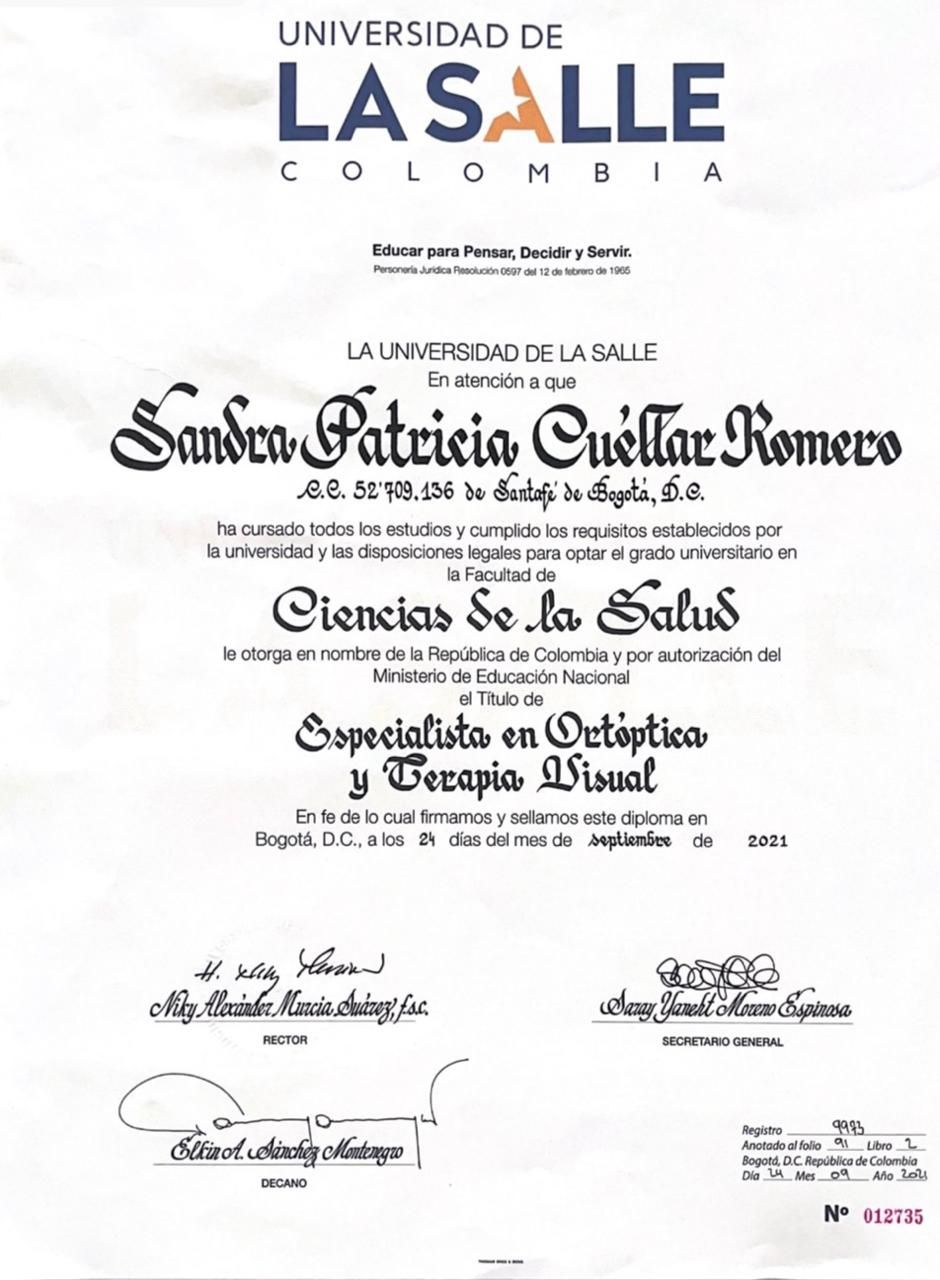 UNIVERSIDAD DE
LA SALLE
COLOMBIA
Educar para Pensar, Decidir y Servir.
Personería Jurídica Resolución 0597 del 12 de febrero de 1965
LA UNIVERSIDAD DE LA SALLE
En atención a que
Sandra Patricia Cuéllar Romero
C.C. 52'709.136 de Santafé de Bogotá, D.C.
ha cursado todos los estudios y cumplido los requisitos establecidos por
la universidad y las disposiciones legales para optar el grado universitario en
la Facultad de
Ciencias de la Salud
le otorga en nombre de la República de Colombia y por autorización del
Ministerio de Educación Nacional
el Título de
Especialista en Ortóptica
y Terapia Visual
En fe de lo cual firmamos y sellamos este diploma en
Bogotá, D.C., a los 24 días del mes de septiembre de 2021
Niky Alexánder Murcia Suárez, f.s.c.
RECTOR
Sazay Yaneht Moreno Espinosa
SECRETARIO GENERAL
Elkin A. Sánchez Montenegro
DECANO
Registro 9993
Anotado al folio 91 Libro 2
Bogotá, D.C. República de Colombia
Día 24 Mes 09 Año 2021
Nº 012735